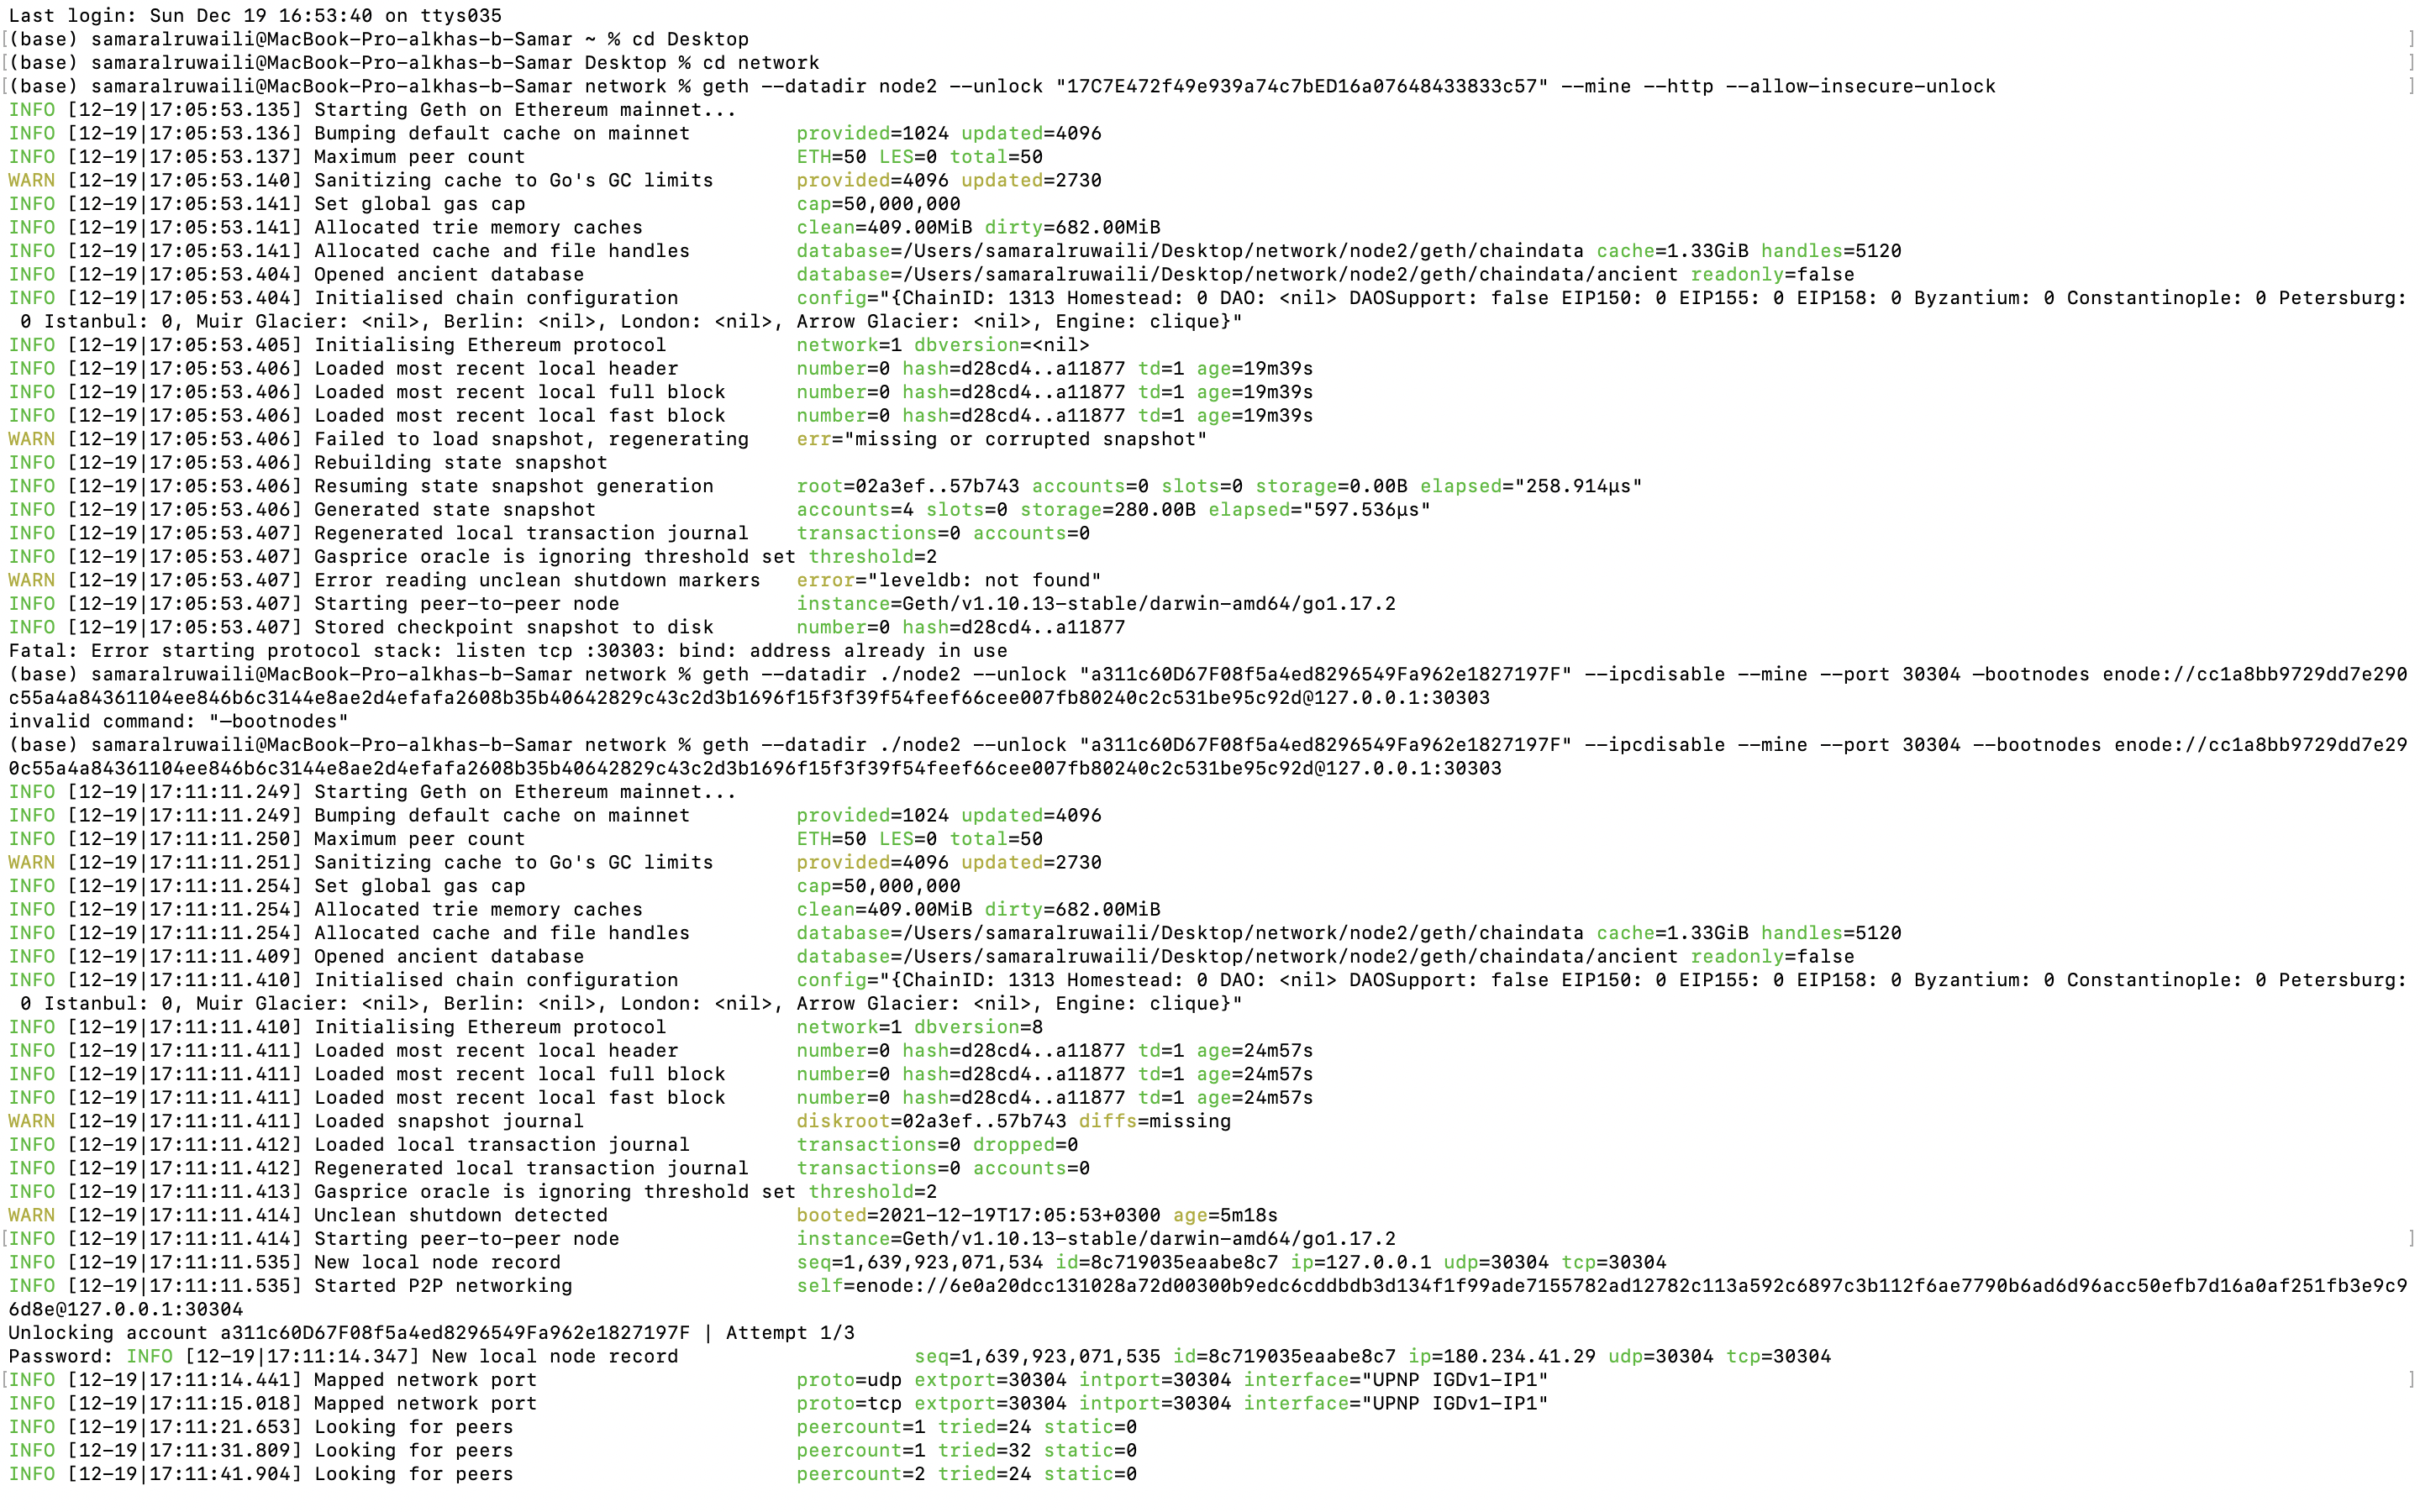 Last login: Sun Dec 19 16:53:40 on ttys035
[(base) samaralruwaili@MacBook-Pro-alkhas-b-Samar ~ % cd Desktop ]
[(base) samaralruwaili@MacBook-Pro-alkhas-b-Samar Desktop % cd network ]
[(base) samaralruwaili@MacBook-Pro-alkhas-b-Samar network % geth --datadir node2 --unlock "17C7E472f49e939a74c7bED16a07648433833c57" --mine --http --allow-insecure-unlock ]
INFO [12-19|17:05:53.135] Starting Geth on Ethereum mainnet...
INFO [12-19|17:05:53.136] Bumping default cache on mainnet provided=1024 updated=4096
INFO [12-19|17:05:53.137] Maximum peer count ETH=50 LES=0 total=50
WARN [12-19|17:05:53.140] Sanitizing cache to Go's GC limits provided=4096 updated=2730
INFO [12-19|17:05:53.141] Set global gas cap cap=50,000,000
INFO [12-19|17:05:53.141] Allocated trie memory caches clean=409.00MiB dirty=682.00MiB
INFO [12-19|17:05:53.141] Allocated cache and file handles database=/Users/samaralruwaili/Desktop/network/node2/geth/chaindata cache=1.33GiB handles=5120
INFO [12-19|17:05:53.404] Opened ancient database database=/Users/samaralruwaili/Desktop/network/node2/geth/chaindata/ancient readonly=false
INFO [12-19|17:05:53.404] Initialised chain configuration config="{ChainID: 1313 Homestead: 0 DAO: <nil> DAOSupport: false EIP150: 0 EIP155: 0 EIP158: 0 Byzantium: 0 Constantinople: 0 Petersburg:
0 Istanbul: 0, Muir Glacier: <nil>, Berlin: <nil>, London: <nil>, Arrow Glacier: <nil>, Engine: clique}"
INFO [12-19|17:05:53.405] Initialising Ethereum protocol network=1 dbversion=<nil>
INFO [12-19|17:05:53.406] Loaded most recent local header number=0 hash=d28cd4..a11877 td=1 age=19m39s
INFO [12-19|17:05:53.406] Loaded most recent local full block number=0 hash=d28cd4..a11877 td=1 age=19m39s
INFO [12-19|17:05:53.406] Loaded most recent local fast block number=0 hash=d28cd4..a11877 td=1 age=19m39s
WARN [12-19|17:05:53.406] Failed to load snapshot, regenerating err="missing or corrupted snapshot"
INFO [12-19|17:05:53.406] Rebuilding state snapshot
INFO [12-19|17:05:53.406] Resuming state snapshot generation root=02a3ef..57b743 accounts=0 slots=0 storage=0.00B elapsed="258.914µs"
INFO [12-19|17:05:53.406] Generated state snapshot accounts=4 slots=0 storage=280.00B elapsed="597.536µs"
INFO [12-19|17:05:53.407] Regenerated local transaction journal transactions=0 accounts=0
INFO [12-19|17:05:53.407] Gasprice oracle is ignoring threshold set threshold=2
WARN [12-19|17:05:53.407] Error reading unclean shutdown markers error="leveldb: not found"
INFO [12-19|17:05:53.407] Starting peer-to-peer node instance=Geth/v1.10.13-stable/darwin-amd64/go1.17.2
INFO [12-19|17:05:53.407] Stored checkpoint snapshot to disk number=0 hash=d28cd4..a11877
Fatal: Error starting protocol stack: listen tcp :30303: bind: address already in use
(base) samaralruwaili@MacBook-Pro-alkhas-b-Samar network % geth --datadir ./node2 --unlock "a311c60D67F08f5a4ed8296549Fa962e1827197F" --ipcdisable --mine --port 30304 —bootnodes enode://cc1a8bb9729dd7e290
c55a4a84361104ee846b6c3144e8ae2d4efafa2608b35b40642829c43c2d3b1696f15f3f39f54feef66cee007fb80240c2c531be95c92d@127.0.0.1:30303
invalid command: "—bootnodes"
(base) samaralruwaili@MacBook-Pro-alkhas-b-Samar network % geth --datadir ./node2 --unlock "a311c60D67F08f5a4ed8296549Fa962e1827197F" --ipcdisable --mine --port 30304 --bootnodes enode://cc1a8bb9729dd7e29
0c55a4a84361104ee846b6c3144e8ae2d4efafa2608b35b40642829c43c2d3b1696f15f3f39f54feef66cee007fb80240c2c531be95c92d@127.0.0.1:30303
INFO [12-19|17:11:11.249] Starting Geth on Ethereum mainnet...
INFO [12-19|17:11:11.249] Bumping default cache on mainnet provided=1024 updated=4096
INFO [12-19|17:11:11.250] Maximum peer count ETH=50 LES=0 total=50
WARN [12-19|17:11:11.251] Sanitizing cache to Go's GC limits provided=4096 updated=2730
INFO [12-19|17:11:11.254] Set global gas cap cap=50,000,000
INFO [12-19|17:11:11.254] Allocated trie memory caches clean=409.00MiB dirty=682.00MiB
INFO [12-19|17:11:11.254] Allocated cache and file handles database=/Users/samaralruwaili/Desktop/network/node2/geth/chaindata cache=1.33GiB handles=5120
INFO [12-19|17:11:11.409] Opened ancient database database=/Users/samaralruwaili/Desktop/network/node2/geth/chaindata/ancient readonly=false
INFO [12-19|17:11:11.410] Initialised chain configuration config="{ChainID: 1313 Homestead: 0 DAO: <nil> DAOSupport: false EIP150: 0 EIP155: 0 EIP158: 0 Byzantium: 0 Constantinople: 0 Petersburg:
0 Istanbul: 0, Muir Glacier: <nil>, Berlin: <nil>, London: <nil>, Arrow Glacier: <nil>, Engine: clique}"
INFO [12-19|17:11:11.410] Initialising Ethereum protocol network=1 dbversion=8
INFO [12-19|17:11:11.411] Loaded most recent local header number=0 hash=d28cd4..a11877 td=1 age=24m57s
INFO [12-19|17:11:11.411] Loaded most recent local full block number=0 hash=d28cd4..a11877 td=1 age=24m57s
INFO [12-19|17:11:11.411] Loaded most recent local fast block number=0 hash=d28cd4..a11877 td=1 age=24m57s
WARN [12-19|17:11:11.411] Loaded snapshot journal diskroot=02a3ef..57b743 diffs=missing
INFO [12-19|17:11:11.412] Loaded local transaction journal transactions=0 dropped=0
INFO [12-19|17:11:11.412] Regenerated local transaction journal transactions=0 accounts=0
INFO [12-19|17:11:11.413] Gasprice oracle is ignoring threshold set threshold=2
WARN [12-19|17:11:11.414] Unclean shutdown detected booted=2021-12-19T17:05:53+0300 age=5m18s
[INFO [12-19|17:11:11.414] Starting peer-to-peer node instance=Geth/v1.10.13-stable/darwin-amd64/go1.17.2 ]
INFO [12-19|17:11:11.535] New local node record seq=1,639,923,071,534 id=8c719035eaabe8c7 ip=127.0.0.1 udp=30304 tcp=30304
INFO [12-19|17:11:11.535] Started P2P networking self=enode://6e0a20dcc131028a72d00300b9edc6cddbdb3d134f1f99ade7155782ad12782c113a592c6897c3b112f6ae7790b6ad6d96acc50efb7d16a0af251fb3e9c9
6d8e@127.0.0.1:30304
Unlocking account a311c60D67F08f5a4ed8296549Fa962e1827197F | Attempt 1/3
Password: INFO [12-19|17:11:14.347] New local node record seq=1,639,923,071,535 id=8c719035eaabe8c7 ip=180.234.41.29 udp=30304 tcp=30304
[INFO [12-19|17:11:14.441] Mapped network port proto=udp extport=30304 intport=30304 interface="UPNP IGDv1-IP1" ]
INFO [12-19|17:11:15.018] Mapped network port proto=tcp extport=30304 intport=30304 interface="UPNP IGDv1-IP1"
INFO [12-19|17:11:21.653] Looking for peers peercount=1 tried=24 static=0
INFO [12-19|17:11:31.809] Looking for peers peercount=1 tried=32 static=0
INFO [12-19|17:11:41.904] Looking for peers peercount=2 tried=24 static=0